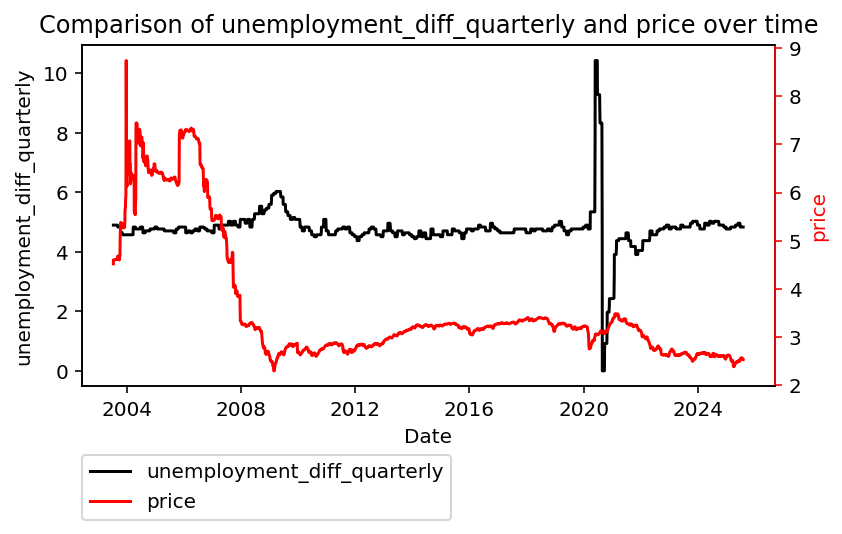 Comparison of unemployment_diff_quarterly and price over time
unemployment_diff_quarterly
10
8
6
4
2
0
9
8
7
6
5
4
3
2
price
2004 2008 2012 2016 2020 2024
Date
unemployment_diff_quarterly
price